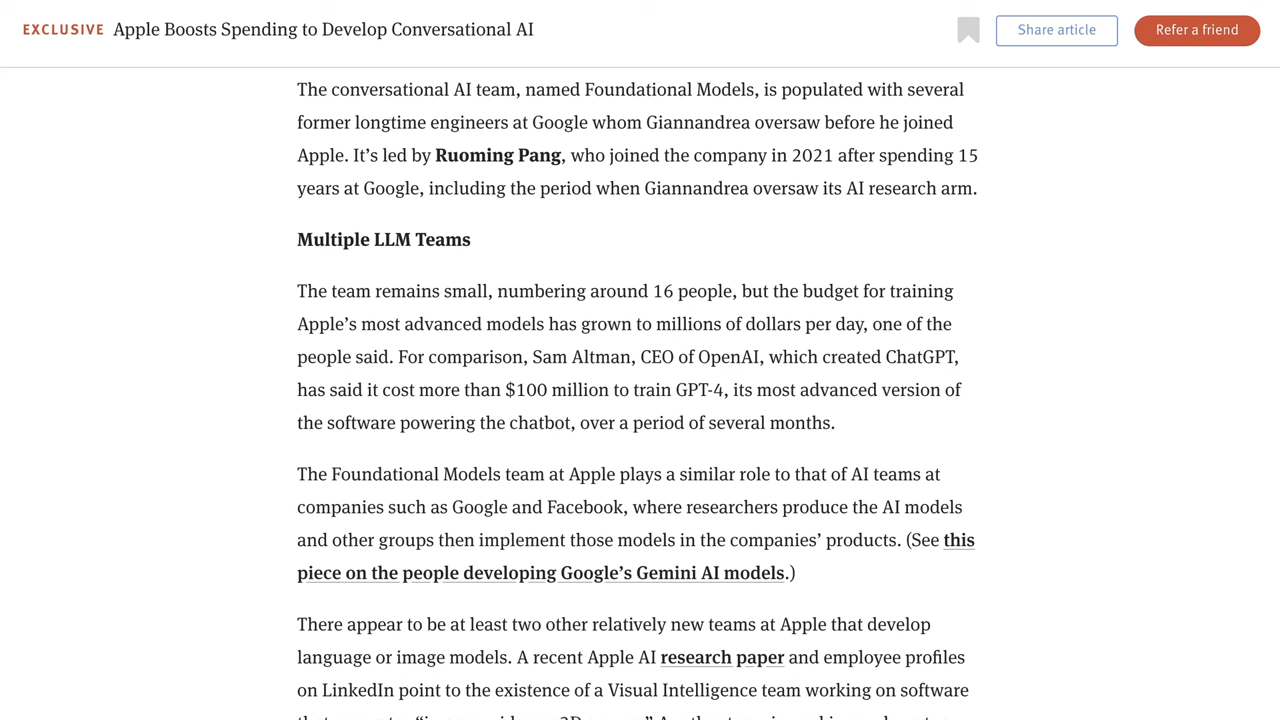 EXCLUSIVE Apple Boosts Spending to Develop Conversational AI
Share article
Refer a friend
The conversational AI team, named Foundational Models, is populated with several
former longtime engineers at Google whom Giannandrea oversaw before he joined
Apple. It’s led by Ruoming Pang, who joined the company in 2021 after spending 15
years at Google, including the period when Giannandrea oversaw its AI research arm.
Multiple LLM Teams
The team remains small, numbering around 16 people, but the budget for training
Apple’s most advanced models has grown to millions of dollars per day, one of the
people said. For comparison, Sam Altman, CEO of OpenAI, which created ChatGPT,
has said it cost more than $100 million to train GPT-4, its most advanced version of
the software powering the chatbot, over a period of several months.
The Foundational Models team at Apple plays a similar role to that of AI teams at
companies such as Google and Facebook, where researchers produce the AI models
and other groups then implement those models in the companies’ products. (See this
piece on the people developing Google’s Gemini AI models.)
There appear to be at least two other relatively new teams at Apple that develop
language or image models. A recent Apple AI research paper and employee profiles
on LinkedIn point to the existence of a Visual Intelligence team working on software